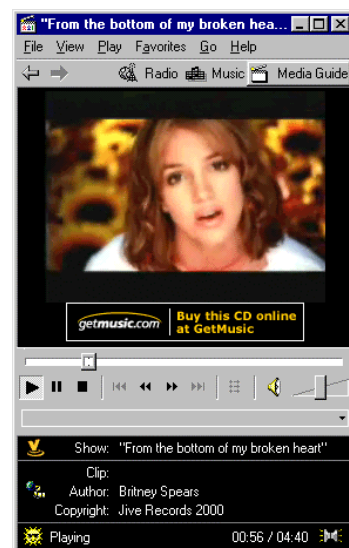 "From the bottom of my broken hea...
File View Play Favorites Go Help
Radio Music Media Guide
getmusic.com
Buy this CD online
at GetMusic
Show: "From the bottom of my broken heart"
Clip:
Author: Britney Spears
Copyright: Jive Records 2000
Playing 00:56 / 04:40